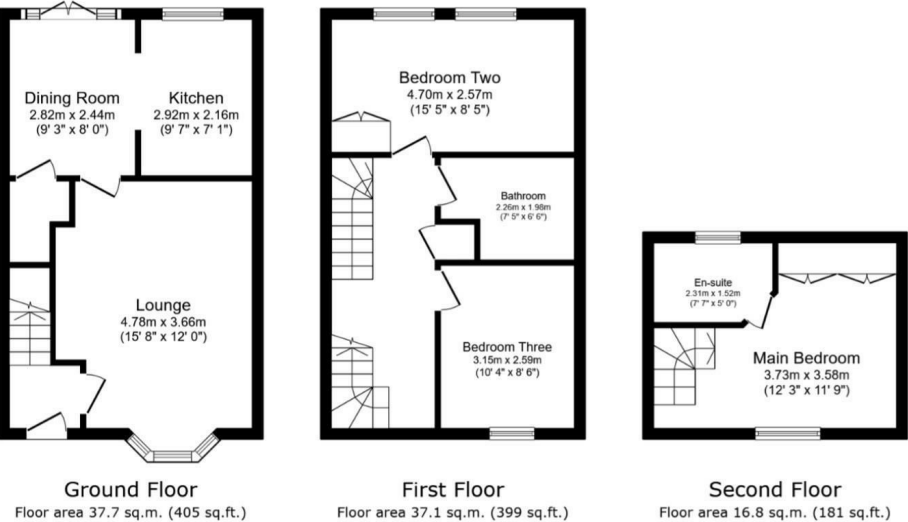 Dining Room
2.82m x 2.44m
(9' 3" x 8' 0")
Kitchen
2.92m x 2.16m
(9' 7" x 7' 1")
Lounge
4.78m x 3.66m
(15' 8" x 12' 0")
Ground Floor
Floor area 37.7 sq.m. (405 sq.ft.)
Bedroom Two
4.70m x 2.57m
(15' 5" x 8' 5")
Bathroom
2.26m x 1.98m
(7' 5" x 6' 6")
Bedroom Three
3.15m x 2.59m
(10' 4" x 8' 6")
First Floor
Floor area 37.1 sq.m. (399 sq.ft.)
En-suite
2.31m x 1.52m
(7' 7" x 5' 0")
Main Bedroom
3.73m x 3.58m
(12' 3" x 11' 9")
Second Floor
Floor area 16.8 sq.m. (181 sq.ft.)